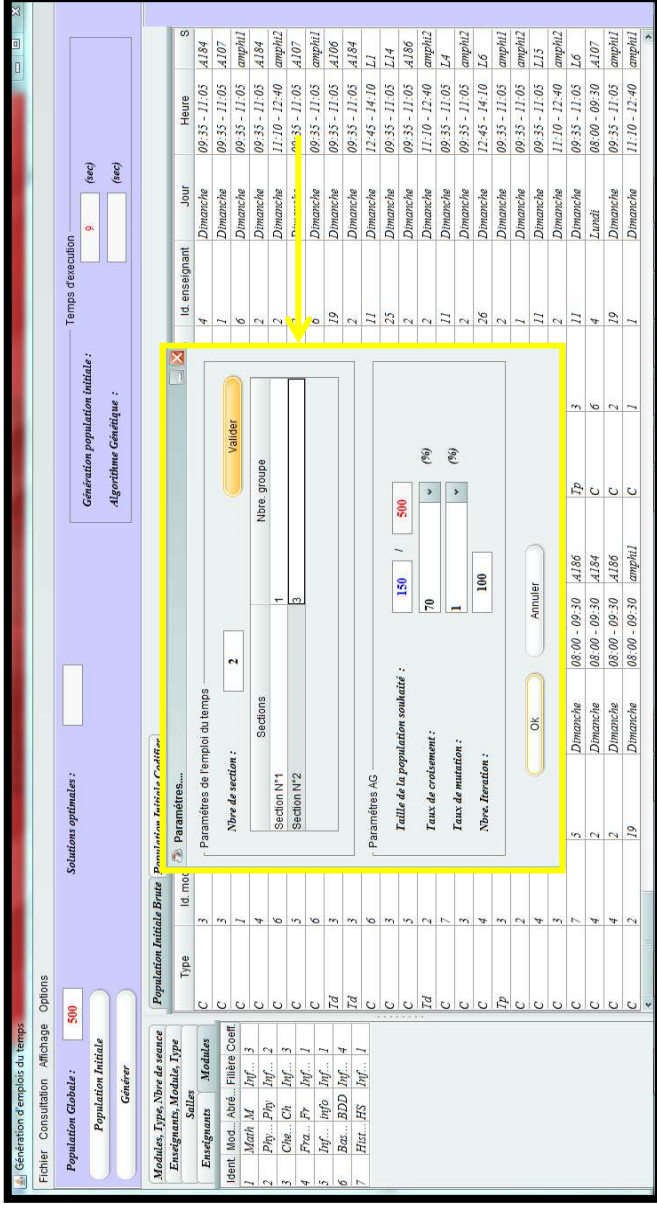 Génération d'emplois du temps
Fichier Consultation Affichage Options
Population Globale : 500
Solutions optimales :
Population Initiale
Générer
Temps d'execution
Génération population initiale : 9 (sec)
Algorithme Génétique : (sec)
Modules, Type, Nbre de seance
Enseignants, Module, Type
Salles
Enseignants Modules
Ident. Mod... Abré... Filière Coeff.
1 Math M Inf... 3
2 Phy... Phy Inf... 2
3 Che... Ch Inf... 3
4 Fra... Fr Inf... 1
5 Inf... info Inf... 1
6 Bas... BDD Inf... 4
7 Hist... HS Inf... 1
Population Initiale Brute Population Initiale Codifier
Type Id. mod Id. enseignant Jour Heure S
C 3 4 Dimanche 09:35 - 11:05 A184
C 3 1 Dimanche 09:35 - 11:05 A107
C 1 6 Dimanche 09:35 - 11:05 amphi1
C 4 2 Dimanche 09:35 - 11:05 A184
C 6 2 Dimanche 11:10 - 12:40 amphi2
C 5 Dimanche 09:35 - 11:05 A107
C 6 6 Dimanche 09:35 - 11:05 amphi1
Td 3 19 Dimanche 09:35 - 11:05 A106
Td 3 2 Dimanche 09:35 - 11:05 A184
C 6 11 Dimanche 12:45 - 14:10 L1
C 3 25 Dimanche 09:35 - 11:05 L14
C 5 2 Dimanche 09:35 - 11:05 A186
Td 2 2 Dimanche 11:10 - 12:40 amphi2
C 7 11 Dimanche 09:35 - 11:05 L4
C 3 2 Dimanche 09:35 - 11:05 amphi2
C 4 26 Dimanche 12:45 - 14:10 L6
Tp 3 2 Dimanche 09:35 - 11:05 amphi1
C 2 1 Dimanche 09:35 - 11:05 amphi2
C 4 11 Dimanche 09:35 - 11:05 L15
C 3 2 Dimanche 11:10 - 12:40 amphi2
C 7 5 Dimanche 08:00 - 09:30 A186 Tp 3 11 Dimanche 09:35 - 11:05 L6
C 4 2 Dimanche 08:00 - 09:30 A184 C 6 4 Lundi 08:00 - 09:30 A107
C 4 2 Dimanche 08:00 - 09:30 A186 C 2 19 Dimanche 11:10 - 12:40 amphi2
C 2 19 Dimanche 08:00 - 09:30 amphi1 C 1 1 Dimanche 11:10 - 12:40 amphi1
Paramétres....
Paramétres de l'emploi du temps
Nbre de section : 2
Valider
Sections Nbre. groupe
Section N°1 1
Section N°2 3
Paramétres AG
Taille de la population souhaité : 150 / 500
Taux de croisement : 70 (%)
Taux de mutation : 1 (%)
Nbre. Iteration : 100
Ok Annuler